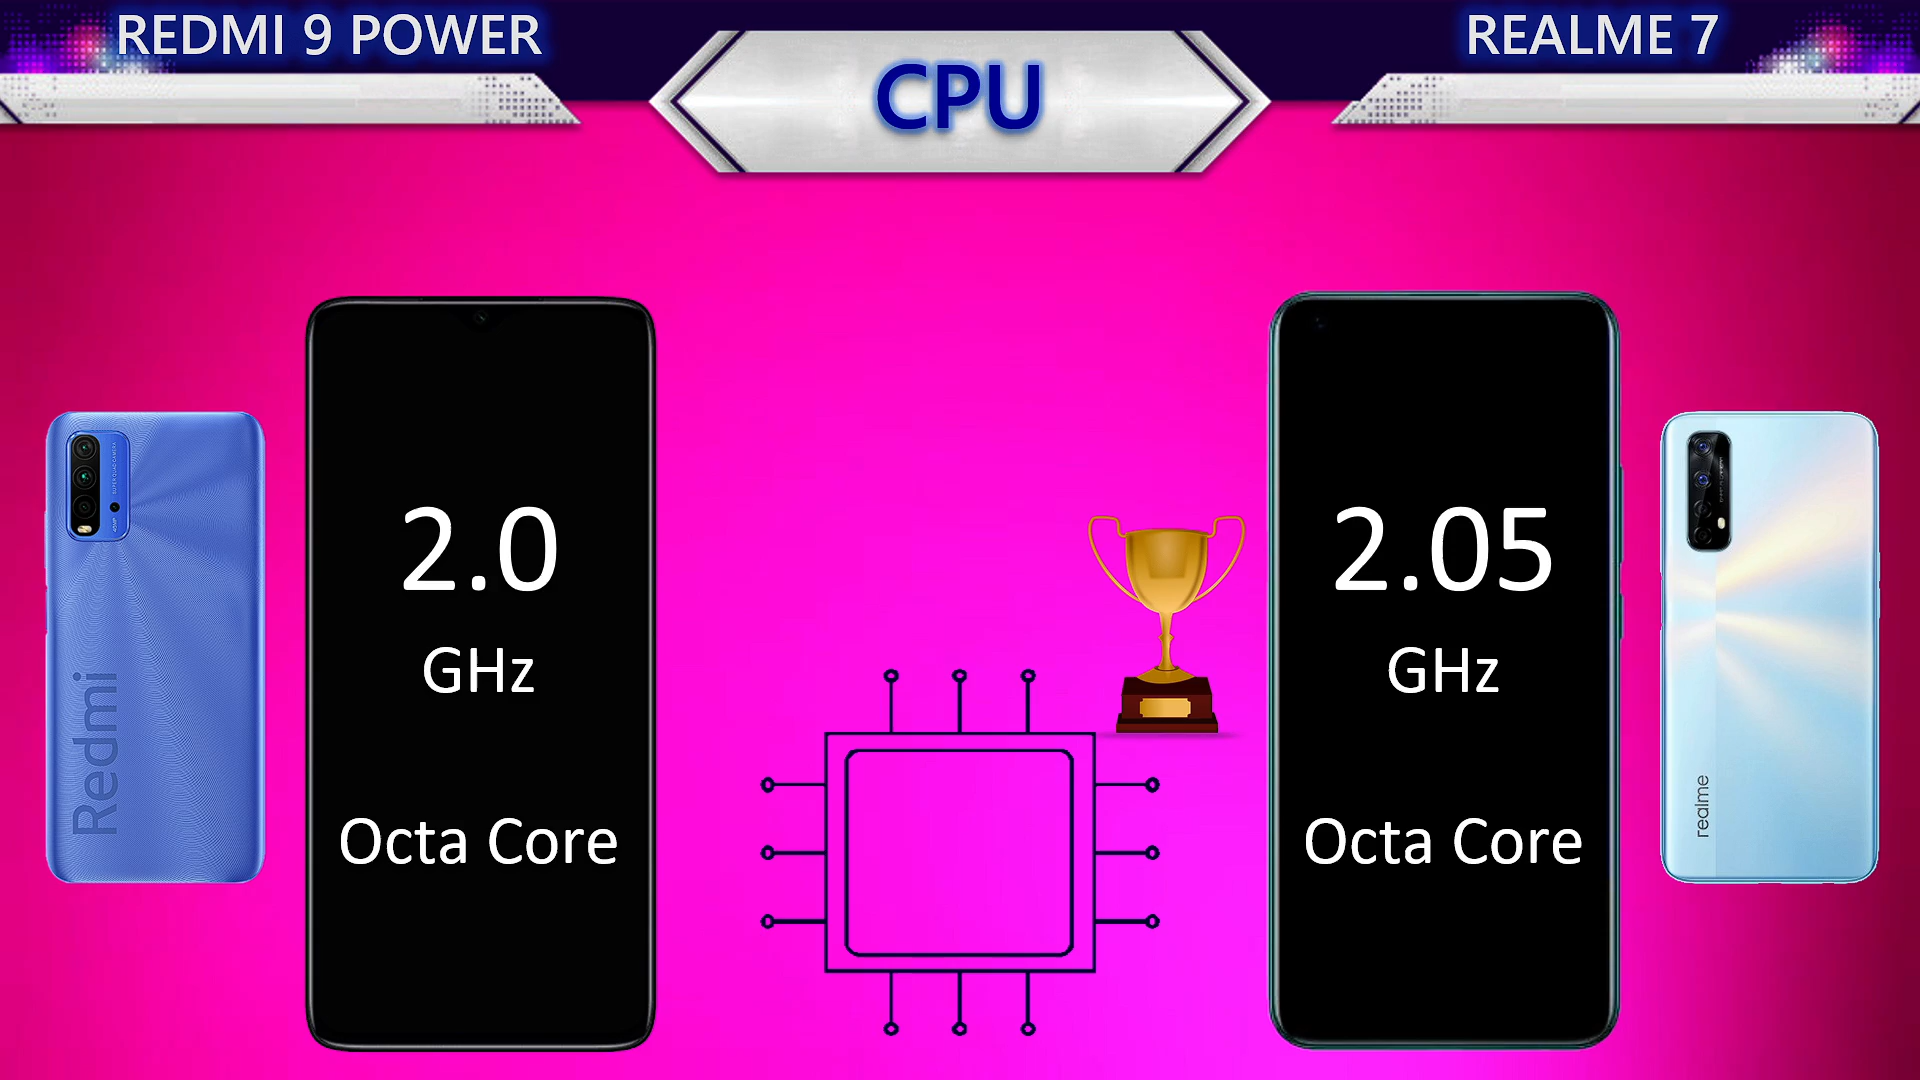 REDMI 9 POWER
CPU
REALME 7
2.0
GHz
Octa Core
2.05
GHz
Octa Core
Redmi
realme